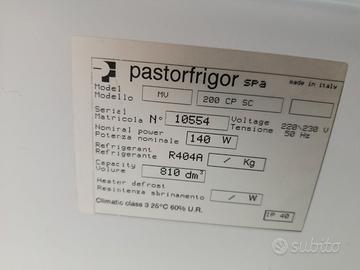 pastorfrigor spa
made in italy
Model
Modello MV 200 CP SC
Serial
Matricola N° 10554 Voltage
Tensione 220÷230 V
50 Hz
Nominal power
Potenza nominale 140 W
Refrigerant
Refrigerante R404A / Kg
Capacity
Volume 810 dm³
Heater defrost
Resistenza sbrinamento / W
Climatic class 3 25°C 60% U.R.
IP 40
subito